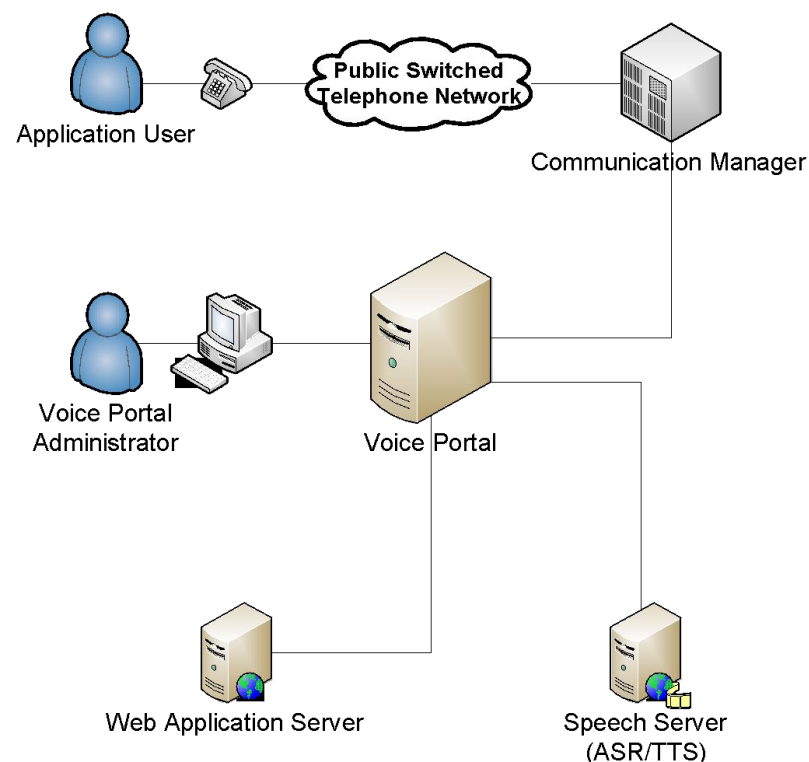 Public Switched
Telephone Network
Application User
Communication Manager
Voice Portal
Administrator
Voice Portal
Web Application Server
Speech Server
(ASR/TTS)